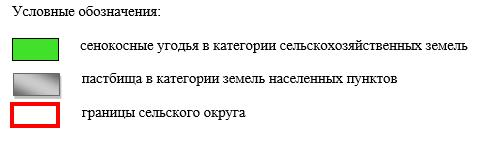 Условные обозначения:
сенокосные угодья в категории сельскохозяйственных земель
пастбища в категории земель населенных пунктов
границы сельского округа